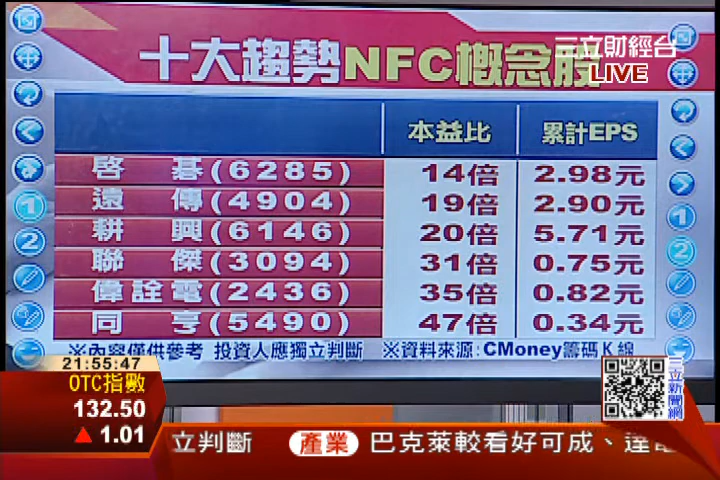 三立財經台
LIVE
十大趨勢NFC概念股
本益比 累計EPS
啓碁(6285) 14倍 2.98元
遠傳(4904) 19倍 2.90元
耕興(6146) 20倍 5.71元
聯傑(3094) 31倍 0.75元
偉詮電(2436) 35倍 0.82元
同亨(5490) 47倍 0.34元
※內容僅供參考 投資人應獨立判斷 ※資料來源:CMoney籌碼K線
1
2
1
2
21:55:47
OTC指數
132.50
▲1.01
三立新聞網
立判斷 產業 巴克萊較看好可成、達電